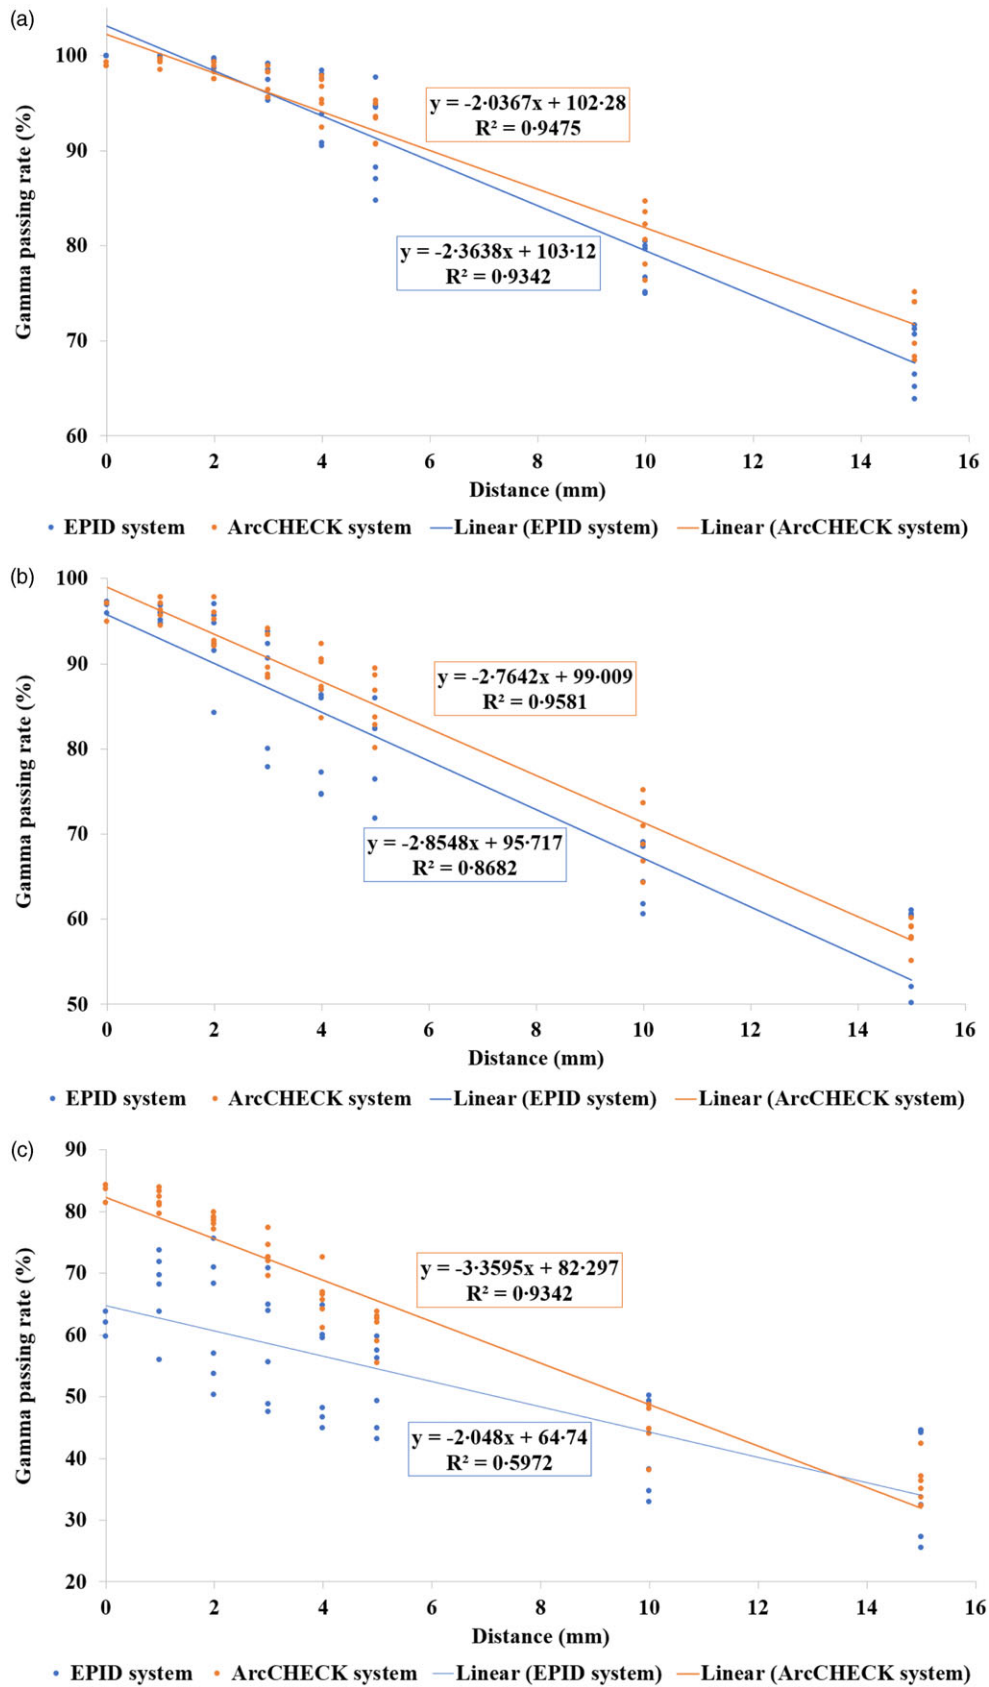 (a)
Gamma passing rate (%)
100
90
80
70
60
y = -2·0367x + 102·28
R² = 0·9475
y = -2·3638x + 103·12
R² = 0·9342
0 2 4 6 8 10 12 14 16
Distance (mm)
EPID system ArcCHECK system Linear (EPID system) Linear (ArcCHECK system)
(b)
Gamma passing rate (%)
100
90
80
70
60
50
y = -2·7642x + 99·009
R² = 0·9581
y = -2·8548x + 95·717
R² = 0·8682
0 2 4 6 8 10 12 14 16
Distance (mm)
EPID system ArcCHECK system Linear (EPID system) Linear (ArcCHECK system)
(c)
Gamma passing rate (%)
90
80
70
60
50
40
30
20
y = -3·3595x + 82·297
R² = 0·9342
y = -2·048x + 64·74
R² = 0·5972
0 2 4 6 8 10 12 14 16
Distance (mm)
EPID system ArcCHECK system Linear (EPID system) Linear (ArcCHECK system)